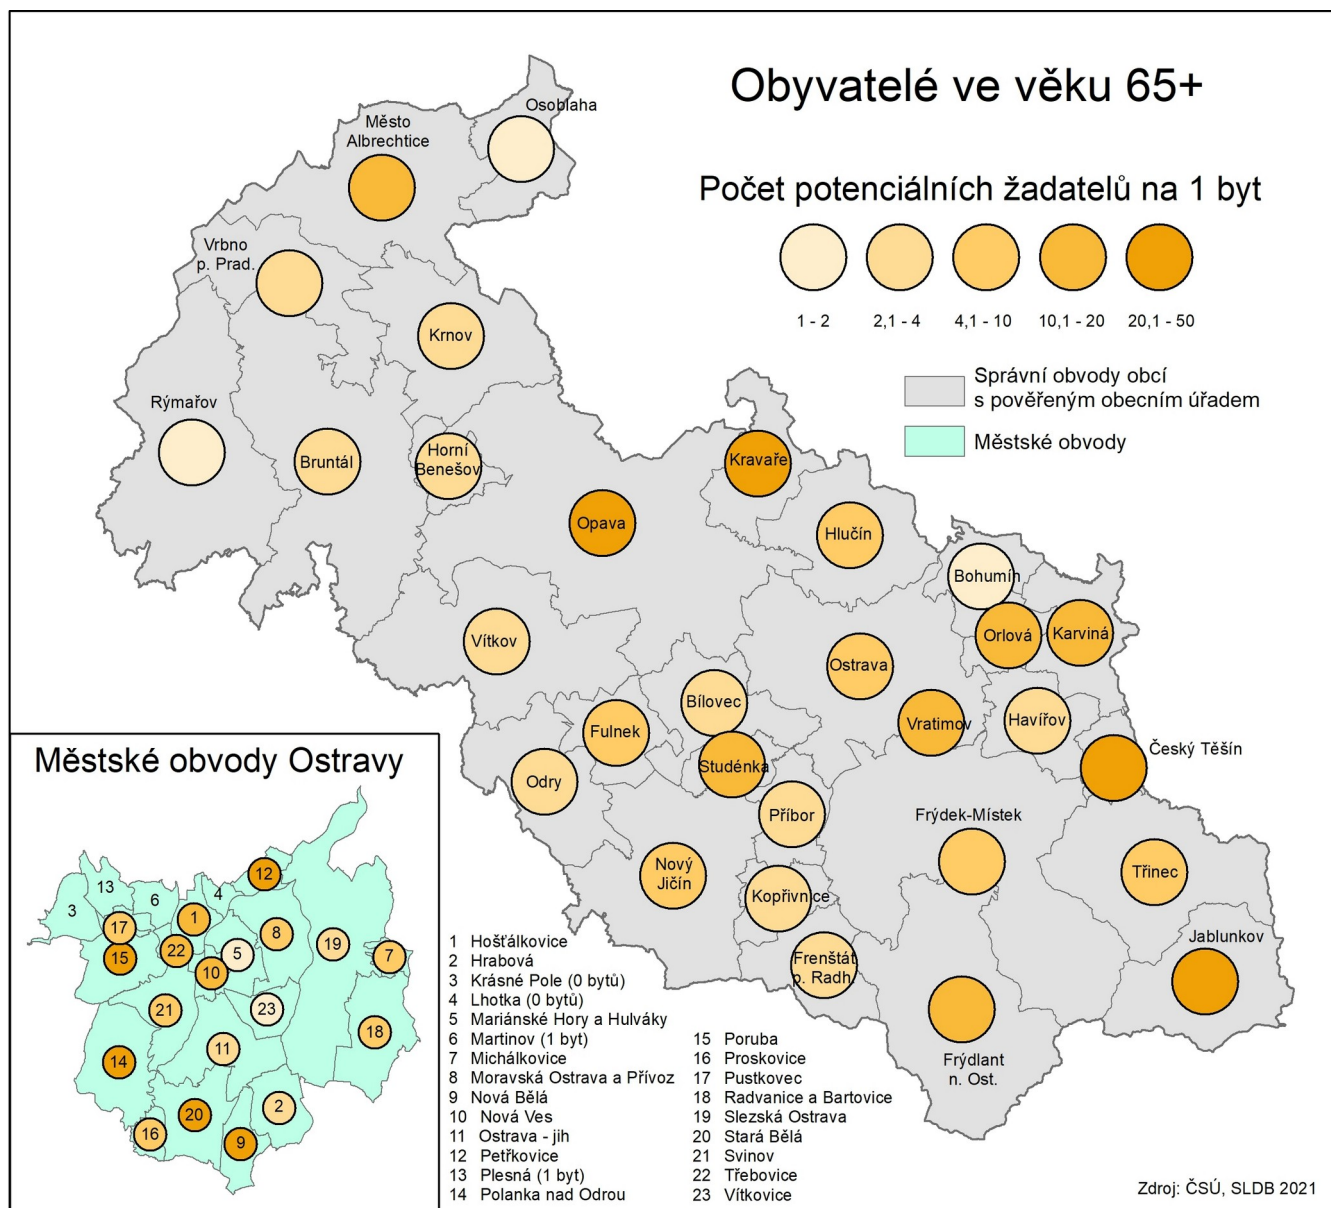 Obyvatelé ve věku 65+
Počet potenciálních žadatelů na 1 byt
1 - 2
2,1 - 4
4,1 - 10
10,1 - 20
20,1 - 50
Správní obvody obcí
s pověřeným obecním úřadem
Městské obvody
Osoblaha
Město
Albrechtice
Vrbno
p. Prad.
Krnov
Rýmařov
Bruntál
Horní
Benešov
Kravaře
Opava
Hlučín
Bohumín
Orlová
Karviná
Vítkov
Ostrava
Bílovec
Vratimov
Havířov
Fulnek
Český Těšín
Studénka
Odry
Příbor
Frýdek-Místek
Nový
Jičín
Třinec
Kopřivnice
Jablunkov
Frenštát
p. Radh.
Frýdlant
n. Ost.
Městské obvody Ostravy
12
13
4
6
3
1
17
8
19
22
5
15
7
10
23
21
18
11
14
2
20
16
9
1 Hošťálkovice
2 Hrabová
3 Krásné Pole (0 bytů)
4 Lhotka (0 bytů)
5 Mariánské Hory a Hulváky
6 Martinov (1 byt)
7 Michálkovice
8 Moravská Ostrava a Přívoz
9 Nová Bělá
10 Nová Ves
11 Ostrava - jih
12 Petřkovice
13 Plesná (1 byt)
14 Polanka nad Odrou
15 Poruba
16 Proskovice
17 Pustkovec
18 Radvanice a Bartovice
19 Slezská Ostrava
20 Stará Bělá
21 Svinov
22 Třebovice
23 Vítkovice
Zdroj: ČSÚ, SLDB 2021